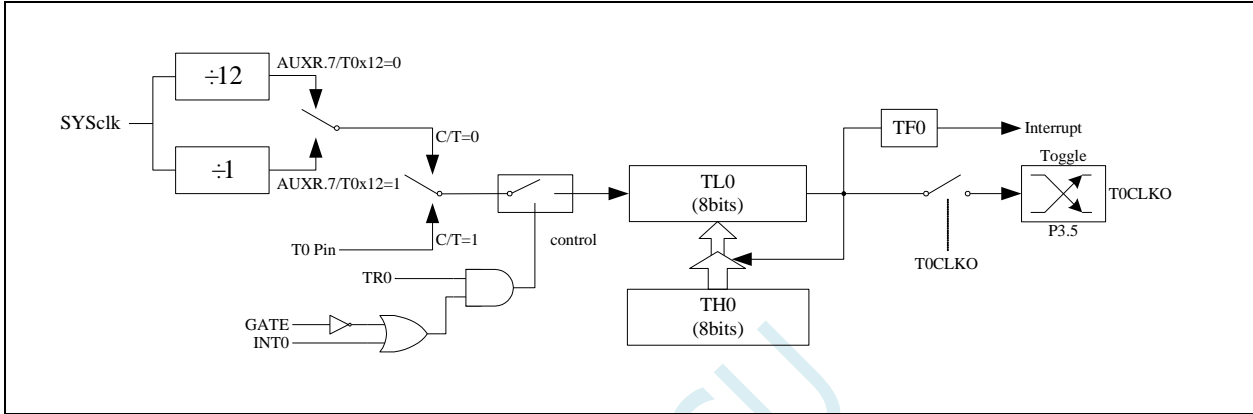 ÷12
AUXR.7/T0x12=0
SYSclk
÷1
AUXR.7/T0x12=1
C/T=0
T0 Pin
C/T=1
control
TR0
GATE
INT0
TL0
(8bits)
TH0
(8bits)
TF0
Interrupt
Toggle
T0CLKO
P3.5
T0CLKO